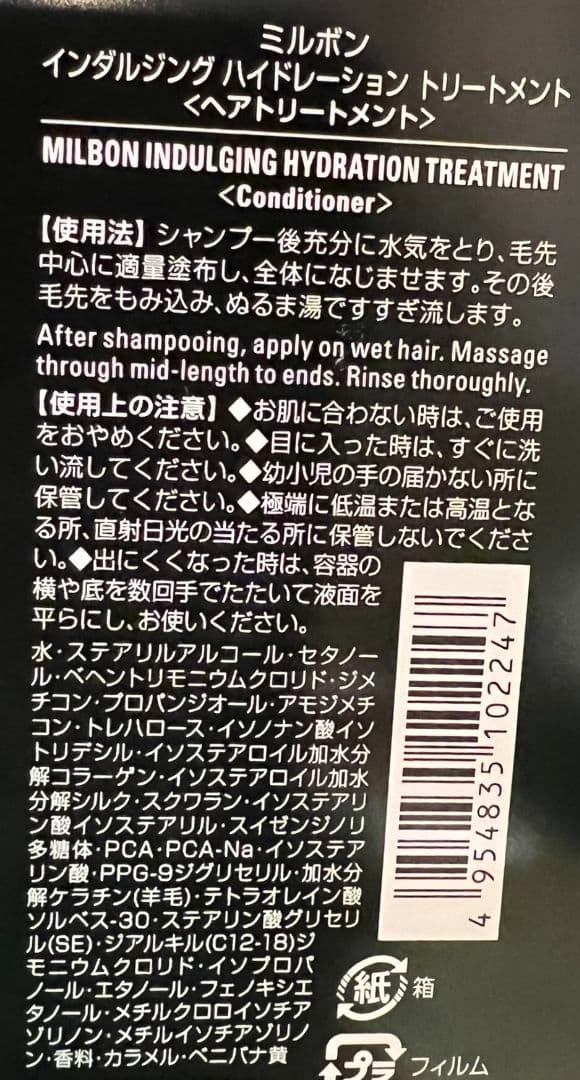 ミルボン
インダルジング ハイドレーション トリートメント
<ヘアトリートメント>
MILBON INDULGING HYDRATION TREATMENT
<Conditioner>
【使用法】シャンプー後充分に水気をとり、毛先
中心に適量塗布し、全体になじませます。その後
毛先をもみ込み、ぬるま湯ですすぎ流します。
After shampooing, apply on wet hair. Massage
through mid-length to ends. Rinse thoroughly.
【使用上の注意】◆お肌に合わない時は、ご使用
をおやめください。◆目に入った時は、すぐに洗
い流してください。◆幼小児の手の届かない所に
保管してください。◆極端に低温または高温とな
る所、直射日光の当たる所に保管しないでくださ
い。◆出にくくなった時は、容器の
横や底を数回手でたたいて液面を
平らにし、お使いください。
水・ステアリルアルコール・セタノー
ル・ベヘントリモニウムクロリド・ジメ
チコン・プロパンジオール・アモジメチ
コン・トレハロース・イソノナン酸イソ
トリデシル・イソステアロイル加水分
解コラーゲン・イソステアロイル加水
分解シルク・スクワラン・イソステアリ
ン酸イソステアリル・スイゼンジノリ
多糖体・PCA・PCA-Na・イソステア
リン酸・PPG-9ジグリセリル・加水分
解ケラチン(羊毛)・テトラオレイン酸
ソルベス-30・ステアリン酸グリセリ
ル(SE)・ジアルキル(C12-18)ジ
モニウムクロリド・イソプロパ
ノール・エタノール・フェノキシエ
タノール・メチルクロロイソチア
ゾリノン・メチルイソチアゾリノ
ン・香料・カラメル・ベニバナ黄
4 954835 102247
紙 箱
プラ フィルム